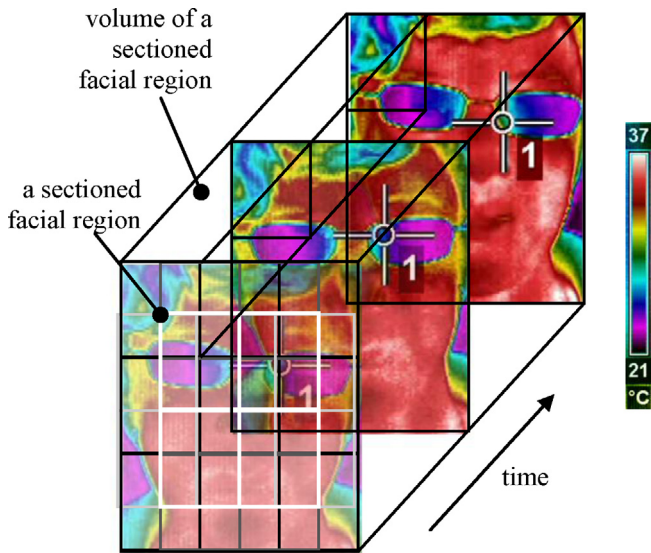 volume of a
sectioned
facial region
a sectioned
facial region
1
1
1
37
21
°C
time